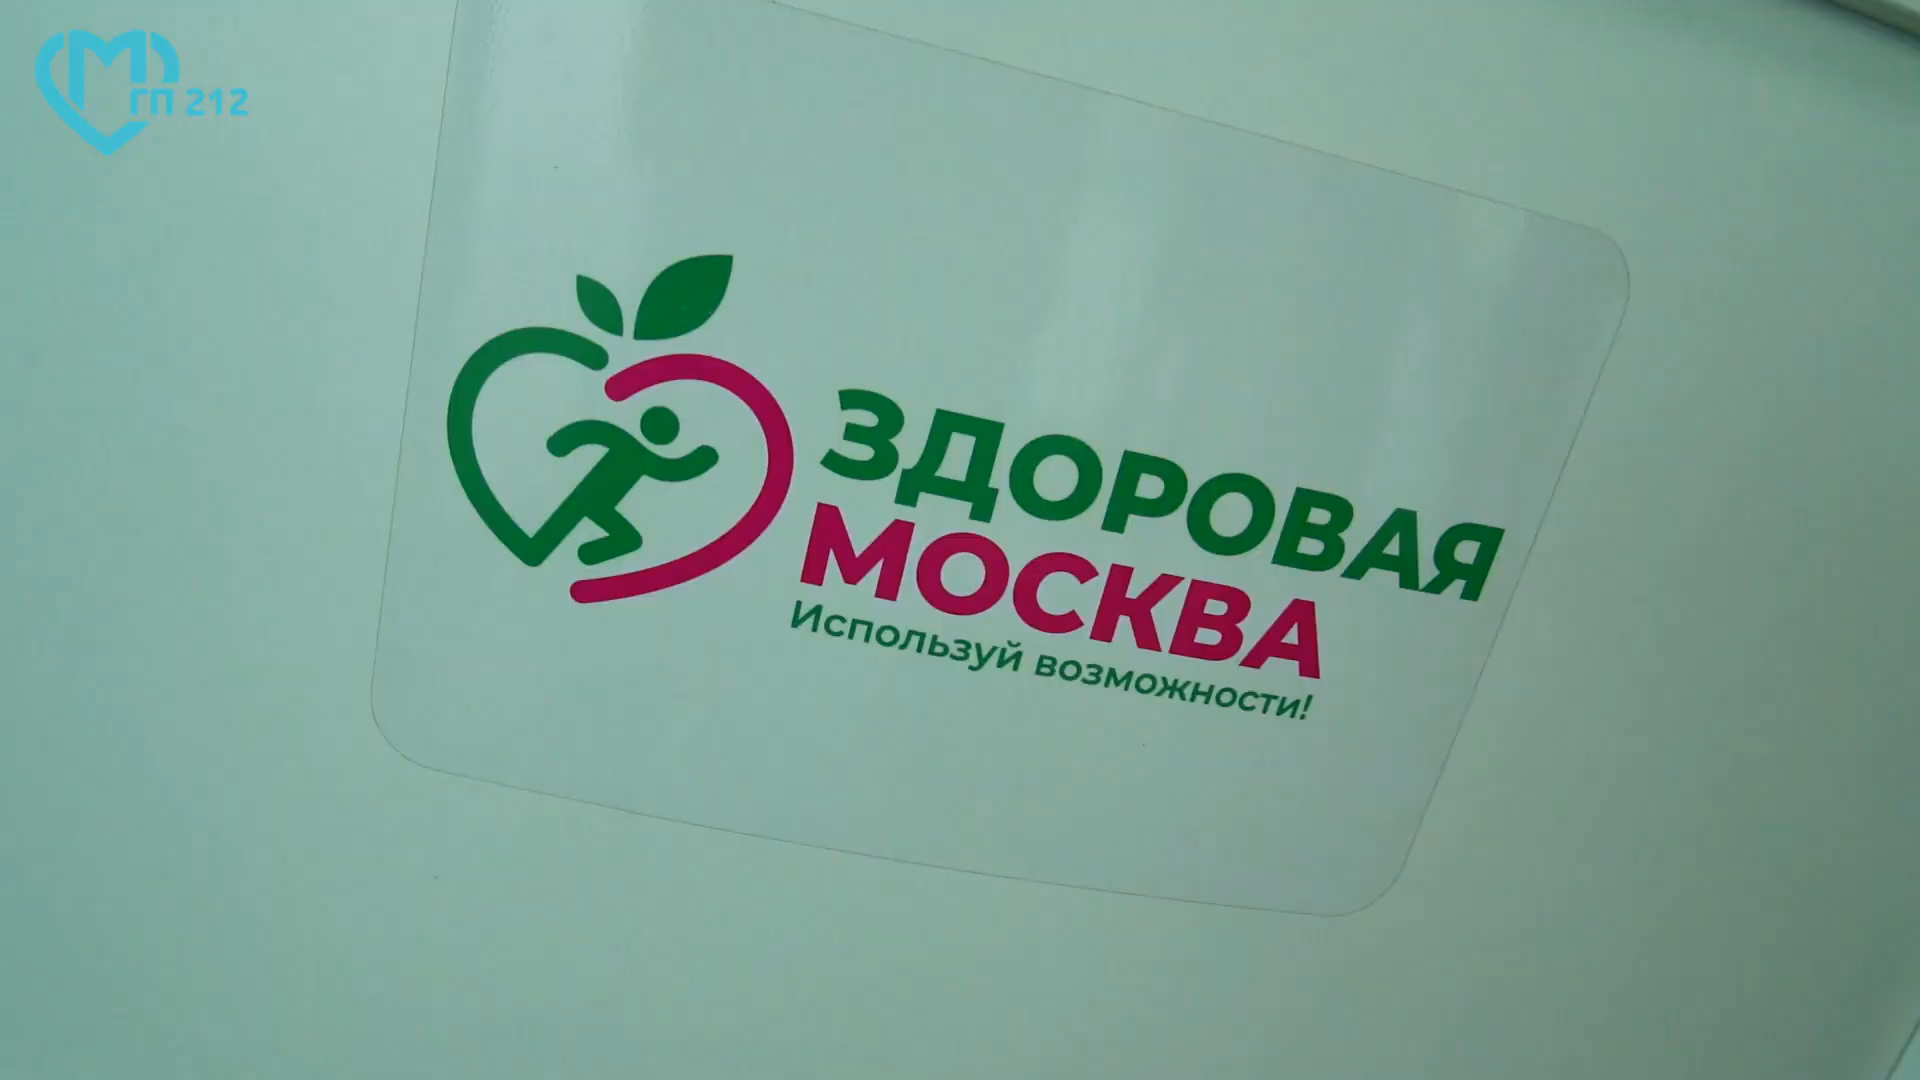 М
ГП 212
ЗДОРОВАЯ
МОСКВА
Используй возможности!